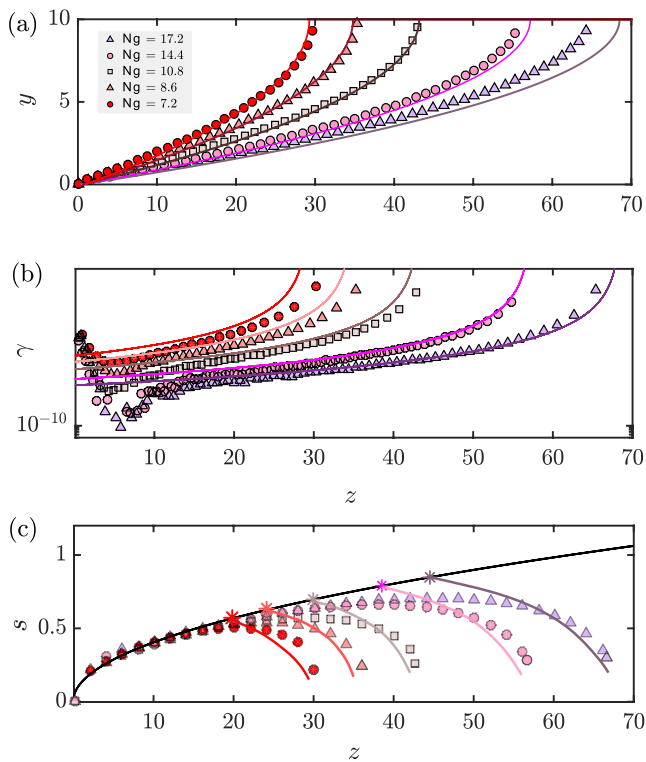 (a)
10
5
0
y
Ng = 17.2
Ng = 14.4
Ng = 10.8
Ng = 8.6
Ng = 7.2
0 10 20 30 40 50 60 70
(b)
γ
10⁻¹⁰
10 20 30 40 50 60 70
z
(c)
1
0.5
0
s
0 10 20 30 40 50 60 70
z